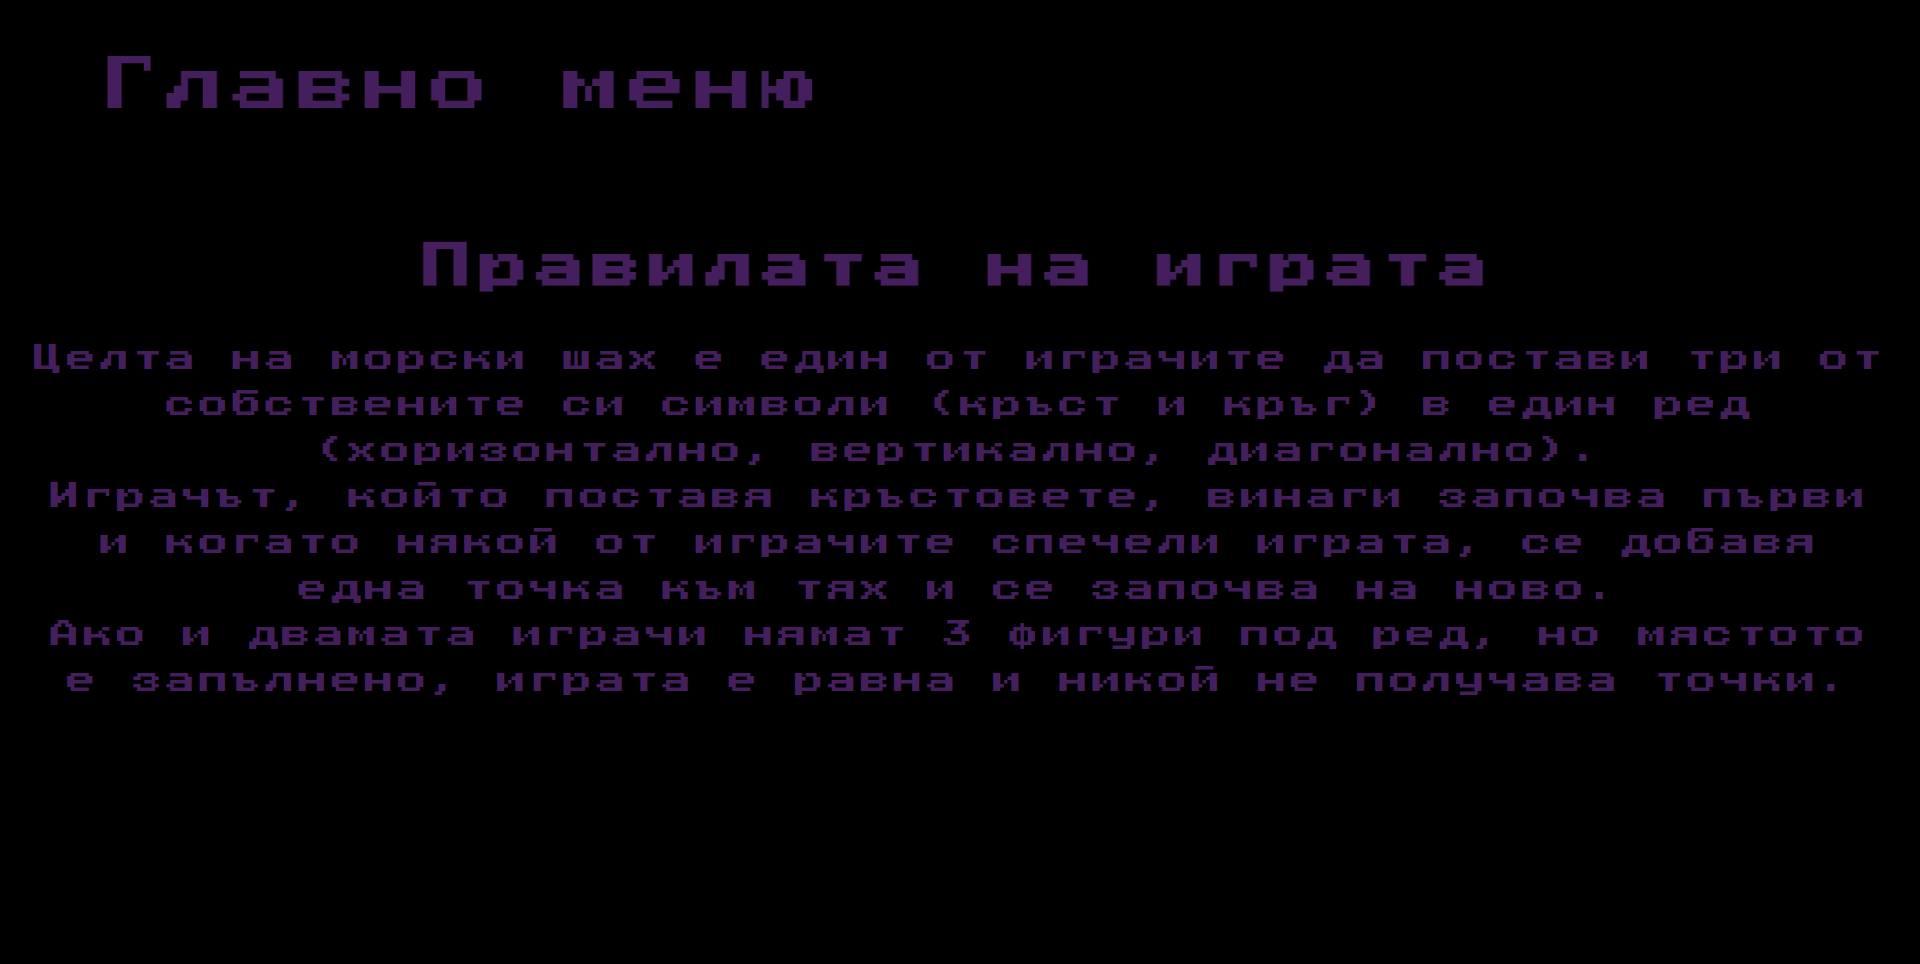 Главно меню
Правилата на играта
Целта на морски шах е един от играчите да постави три от
собствените си символи (кръст и кръг) в един ред
(хоризонтално, вертикално, диагонално).
Играчът, който поставя кръстовете, винаги започва първи
и когато някой от играчите спечели играта, се добавя
една точка към тях и се започва на ново.
Ако и двамата играчи нямат 3 фигури под ред, но мястото
е запълнено, играта е равна и никой не получава точки.